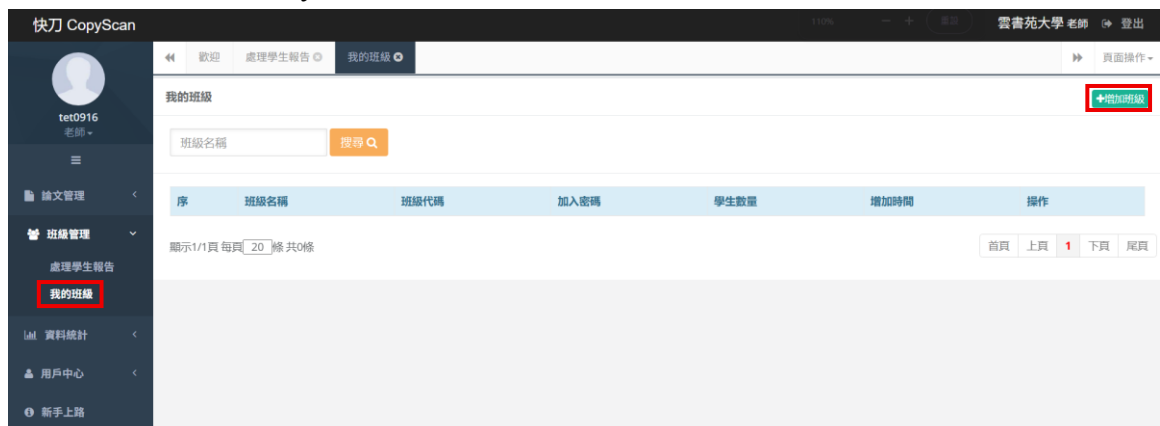 快刀 CopyScan
110% － ＋ 重設 雲書苑大學 老師 登出
歡迎 處理學生報告 我的班級 頁面操作
tet0916
老師
我的班級 +增加班級
班級名稱 搜尋
論文管理
班級管理
處理學生報告
我的班級
資料統計
用戶中心
新手上路
序 班級名稱 班級代碼 加入密碼 學生數量 增加時間 操作
顯示1/1頁 每頁 20 條 共0條 首頁 上頁 1 下頁 尾頁